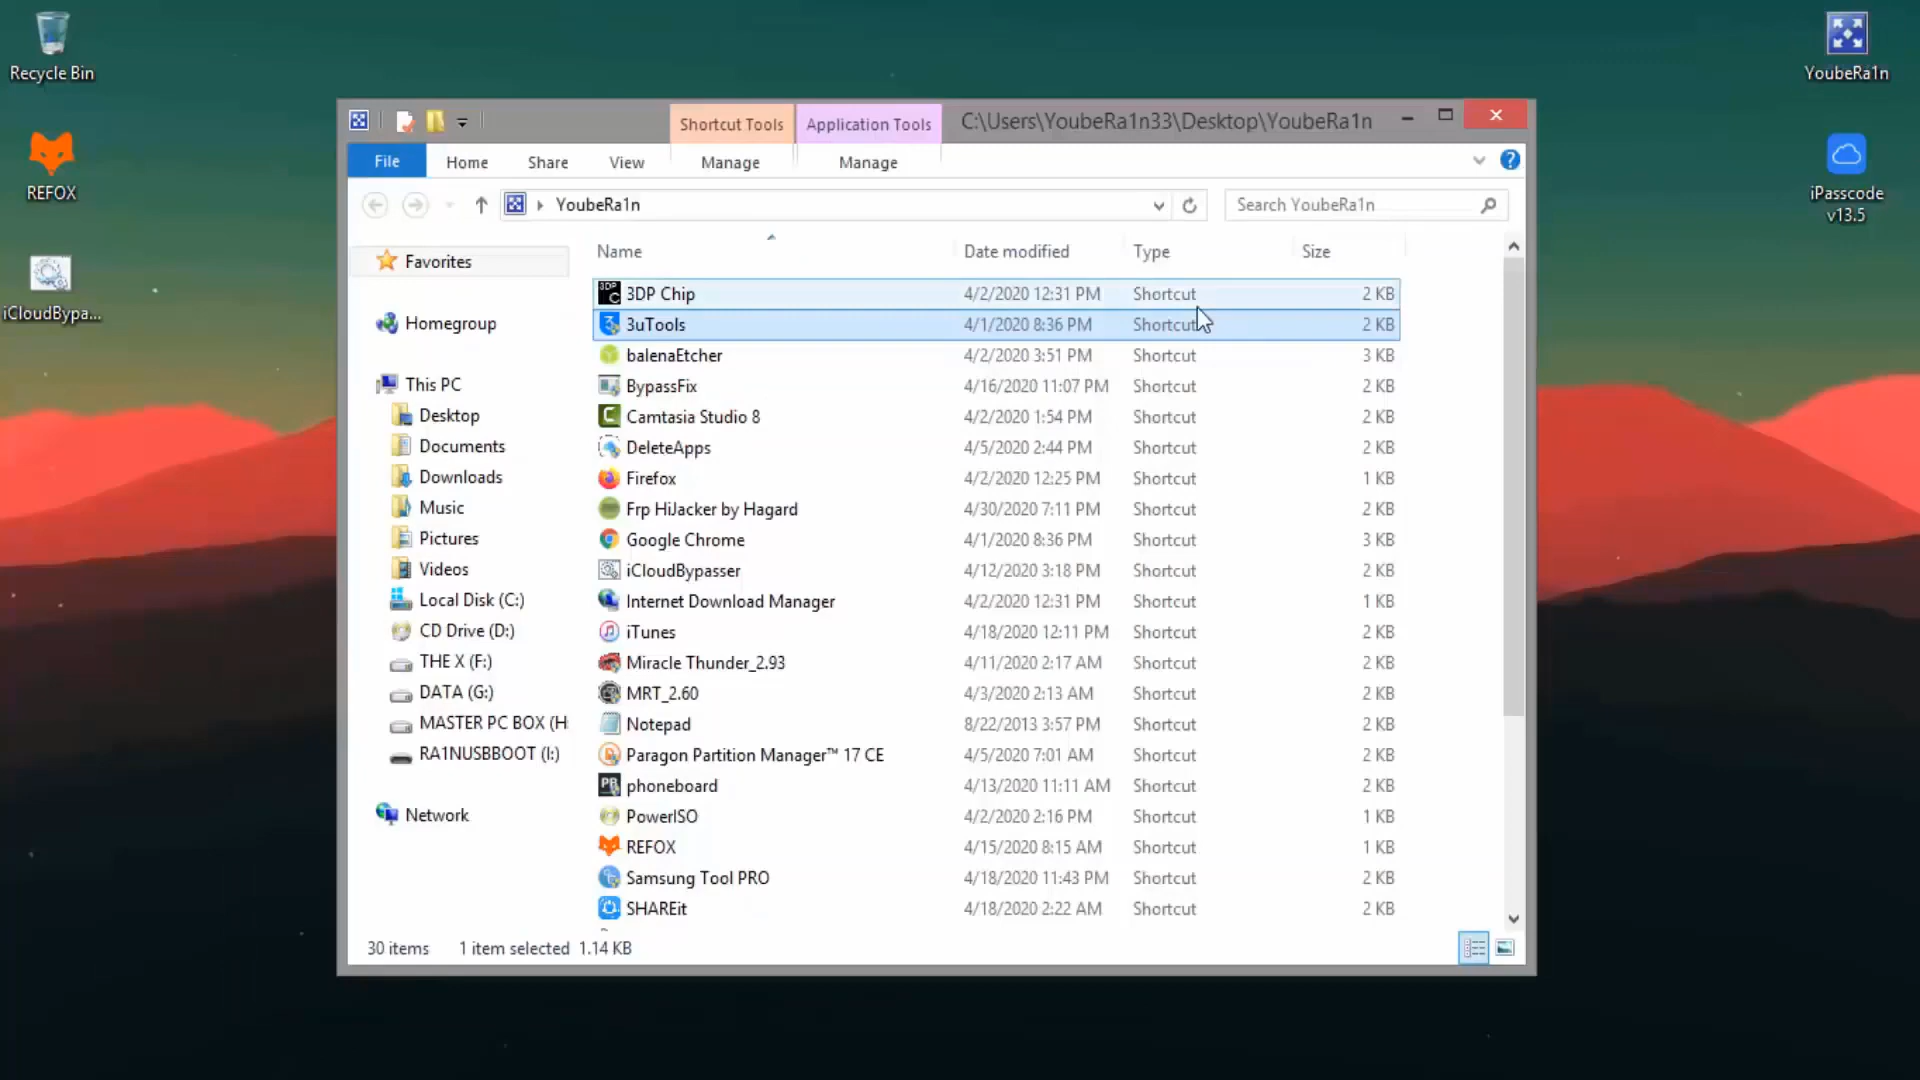 Recycle Bin
REFOX
iCloudBypa...
YoubeRa1n
iPasscode
v13.5
Shortcut Tools
Application Tools
C:\Users\YoubeRa1n33\Desktop\YoubeRa1n
File
Home
Share
View
Manage
Manage
YoubeRa1n
Search YoubeRa1n
Favorites
Homegroup
This PC
Desktop
Documents
Downloads
Music
Pictures
Videos
Local Disk (C:)
CD Drive (D:)
THE X (F:)
DATA (G:)
MASTER PC BOX (H:
RA1NUSBBOOT (I:)
Network
Name Date modified Type Size
3DP Chip 4/2/2020 12:31 PM Shortcut 2 KB
3uTools 4/1/2020 8:36 PM Shortcut 2 KB
balenaEtcher 4/2/2020 3:51 PM Shortcut 3 KB
BypassFix 4/16/2020 11:07 PM Shortcut 2 KB
Camtasia Studio 8 4/2/2020 1:54 PM Shortcut 2 KB
DeleteApps 4/5/2020 2:44 PM Shortcut 2 KB
Firefox 4/2/2020 12:25 PM Shortcut 1 KB
Frp HiJacker by Hagard 4/30/2020 7:11 PM Shortcut 2 KB
Google Chrome 4/1/2020 8:36 PM Shortcut 3 KB
iCloudBypasser 4/12/2020 3:18 PM Shortcut 2 KB
Internet Download Manager 4/2/2020 12:31 PM Shortcut 1 KB
iTunes 4/18/2020 12:11 PM Shortcut 2 KB
Miracle Thunder_2.93 4/11/2020 2:17 AM Shortcut 2 KB
MRT_2.60 4/3/2020 2:13 AM Shortcut 2 KB
Notepad 8/22/2013 3:57 PM Shortcut 2 KB
Paragon Partition Manager™ 17 CE 4/5/2020 7:01 AM Shortcut 2 KB
phoneboard 4/13/2020 11:11 AM Shortcut 2 KB
PowerISO 4/2/2020 2:16 PM Shortcut 1 KB
REFOX 4/15/2020 8:15 AM Shortcut 1 KB
Samsung Tool PRO 4/18/2020 11:43 PM Shortcut 2 KB
SHAREit 4/18/2020 2:22 AM Shortcut 2 KB
30 items 1 item selected 1.14 KB